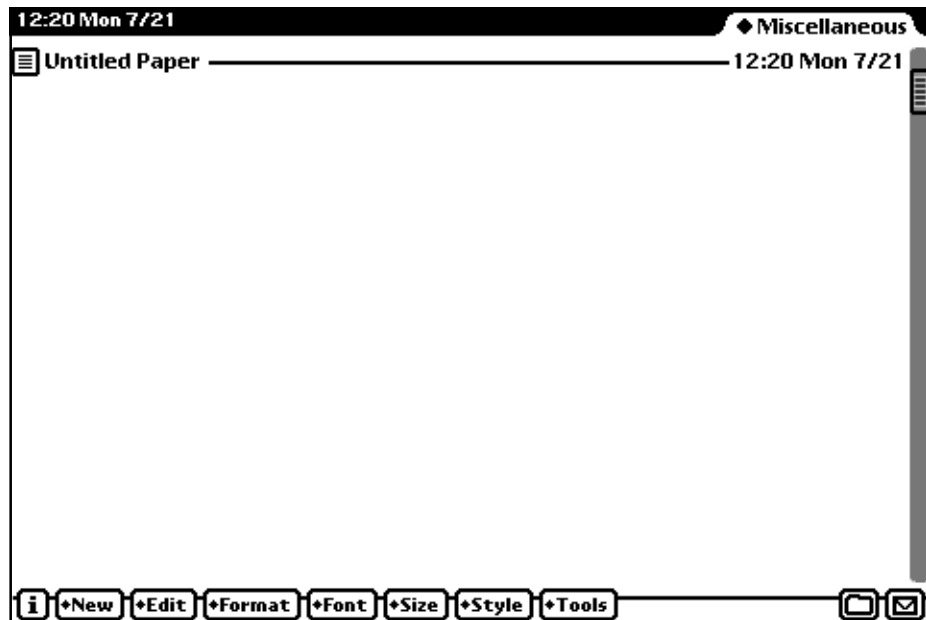 12:20 Mon 7/21 ◆ Miscellaneous
Untitled Paper 12:20 Mon 7/21
i ◆New ◆Edit ◆Format ◆Font ◆Size ◆Style ◆Tools